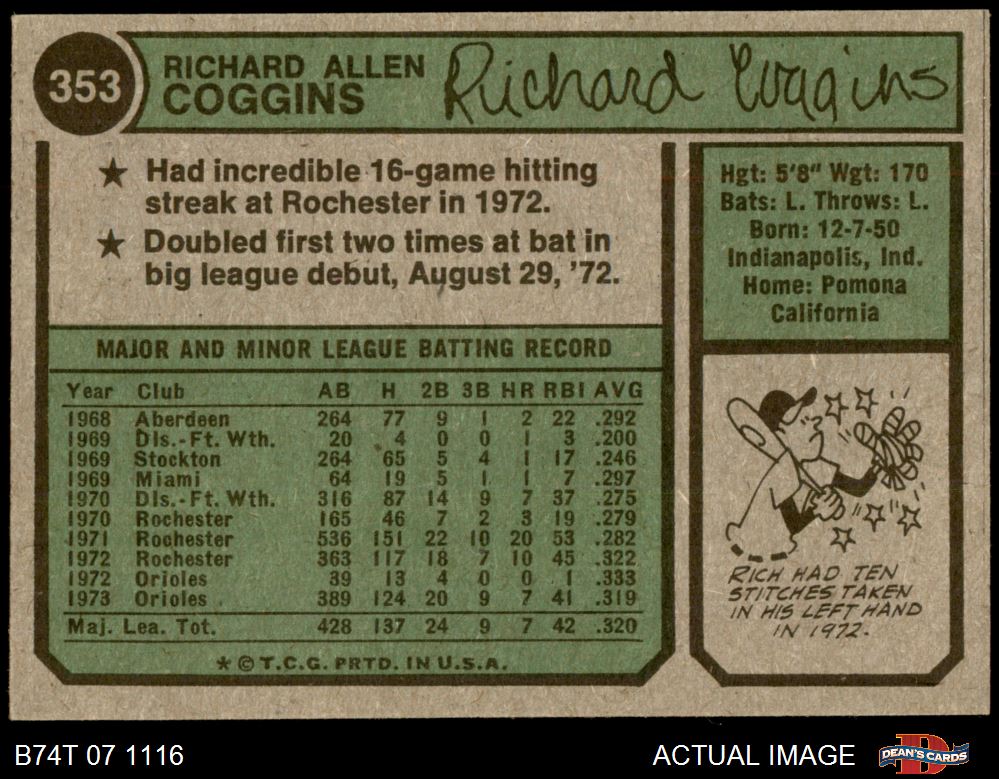 353
RICHARD ALLEN
COGGINS
Richard Coggins
★ Had incredible 16-game hitting
streak at Rochester in 1972.
★ Doubled first two times at bat in
big league debut, August 29, '72.
Hgt: 5'8" Wgt: 170
Bats: L. Throws: L.
Born: 12-7-50
Indianapolis, Ind.
Home: Pomona
California
MAJOR AND MINOR LEAGUE BATTING RECORD
Year Club AB H 2B 3B HR RBI AVG
1968 Aberdeen 264 77 9 1 2 22 .292
1969 Dls.-Ft. Wth. 20 4 0 0 1 3 .200
1969 Stockton 264 65 5 4 1 17 .246
1969 Miami 64 19 5 1 1 7 .297
1970 Dls.-Ft. Wth. 316 87 14 9 7 37 .275
1970 Rochester 165 46 7 2 3 19 .279
1971 Rochester 536 151 22 10 20 53 .282
1972 Rochester 363 117 18 7 10 45 .322
1972 Orioles 39 13 4 0 0 1 .333
1973 Orioles 389 124 20 9 7 41 .319
Maj. Lea. Tot. 428 137 24 9 7 42 .320
★ © T.C.G. PRTD. IN U.S.A.
RICH HAD TEN
STITCHES TAKEN
IN HIS LEFT HAND
IN 1972.
B74T 07 1116
ACTUAL IMAGE
D
DEAN'S CARDS